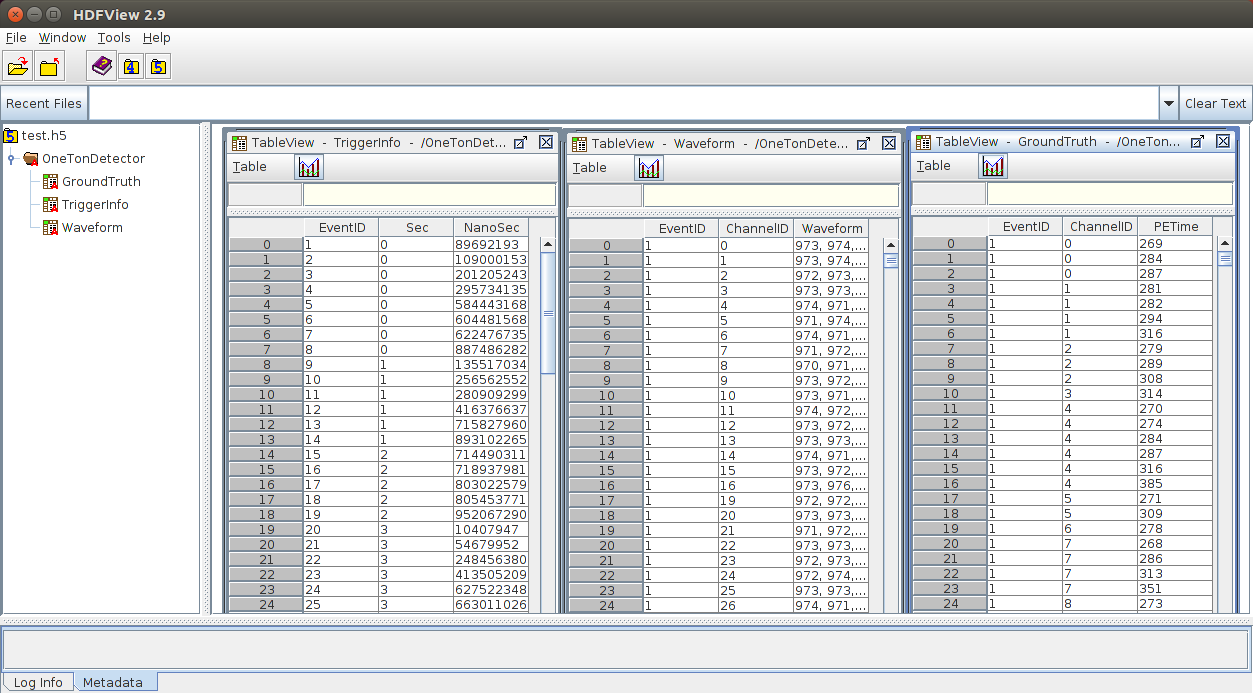 HDFView 2.9
File Window Tools Help
4 5
Recent Files Clear Text
5 test.h5
OneTonDetector
GroundTruth
TriggerInfo
Waveform
TableView - TriggerInfo - /OneTonDet...
Table
EventID Sec NanoSec
0 1 0 89692193
1 2 0 109000153
2 3 0 201205243
3 4 0 295734135
4 5 0 584443168
5 6 0 604481568
6 7 0 622476735
7 8 0 887486282
8 9 1 135517034
9 10 1 256562552
10 11 1 280909299
11 12 1 416376637
12 13 1 715827960
13 14 1 893102265
14 15 2 714490311
15 16 2 718937981
16 17 2 803022579
17 18 2 805453771
18 19 2 952067290
19 20 3 10407947
20 21 3 54679952
21 22 3 248456380
22 23 3 413505209
23 24 3 627522348
24 25 3 663011026
TableView - Waveform - /OneTonDete...
Table
EventID ChannelID Waveform
0 1 0 973, 974,...
1 1 1 973, 974,...
2 1 2 972, 973,...
3 1 3 973, 973,...
4 1 4 974, 971,...
5 1 5 971, 974,...
6 1 6 974, 971,...
7 1 7 971, 972,...
8 1 8 970, 971,...
9 1 9 973, 972,...
10 1 10 973, 971,...
11 1 11 974, 972,...
12 1 12 973, 972,...
13 1 13 973, 973,...
14 1 14 974, 971,...
15 1 15 973, 972,...
16 1 16 973, 976,...
17 1 19 972, 972,...
18 1 20 973, 973,...
19 1 21 971, 972,...
20 1 22 973, 973,...
21 1 23 972, 973,...
22 1 24 972, 974,...
23 1 25 973, 973,...
24 1 26 974, 971,...
TableView - GroundTruth - /OneTon...
Table
EventID ChannelID PETime
0 1 0 269
1 1 0 284
2 1 0 287
3 1 1 281
4 1 1 282
5 1 1 294
6 1 1 316
7 1 2 279
8 1 2 289
9 1 2 308
10 1 3 314
11 1 4 270
12 1 4 274
13 1 4 284
14 1 4 287
15 1 4 316
16 1 4 385
17 1 5 271
18 1 5 309
19 1 6 278
20 1 7 268
21 1 7 286
22 1 7 313
23 1 7 351
24 1 8 273
Log Info Metadata